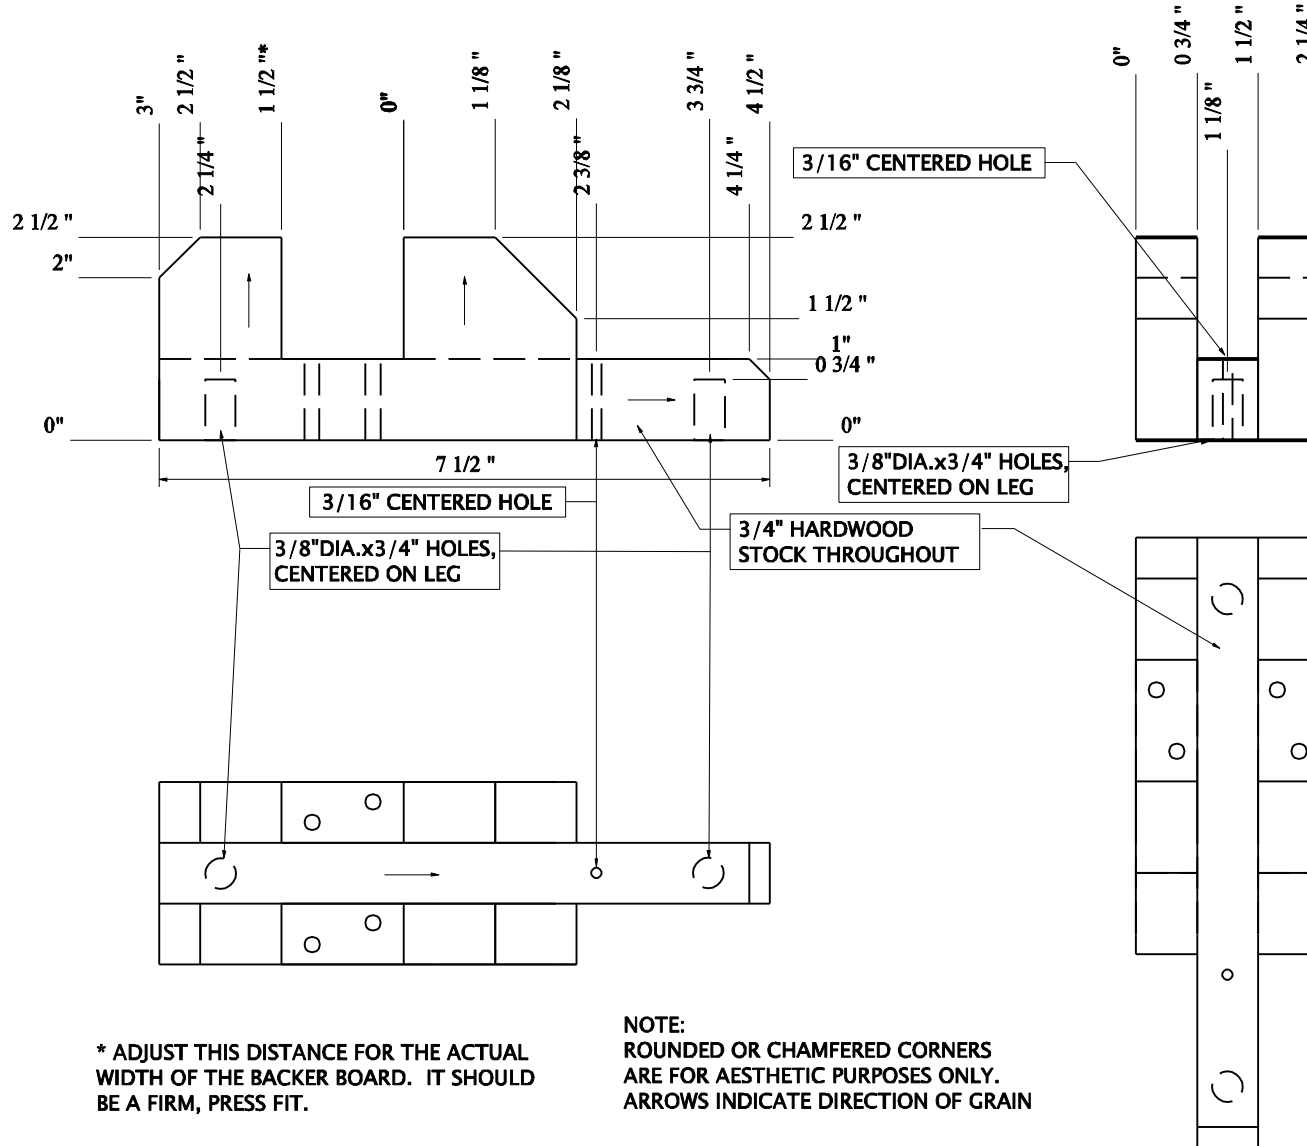 3"
2 1/2 "
1 1/2 "*
0"
1 1/8 "
2 1/8 "
3 3/4 "
4 1/2 "
2 1/4 "
2 3/8 "
4 1/4 "
0"
0 3/4 "
1 1/2 "
2 1/4 "
1 1/8 "
3/16" CENTERED HOLE
2 1/2 "
2"
0"
2 1/2 "
1 1/2 "
1"
0 3/4 "
0"
7 1/2 "
3/16" CENTERED HOLE
3/8"DIA.x3/4" HOLES,
CENTERED ON LEG
3/8"DIA.x3/4" HOLES,
CENTERED ON LEG
3/4" HARDWOOD
STOCK THROUGHOUT
* ADJUST THIS DISTANCE FOR THE ACTUAL
WIDTH OF THE BACKER BOARD. IT SHOULD
BE A FIRM, PRESS FIT.
NOTE:
ROUNDED OR CHAMFERED CORNERS
ARE FOR AESTHETIC PURPOSES ONLY.
ARROWS INDICATE DIRECTION OF GRAIN